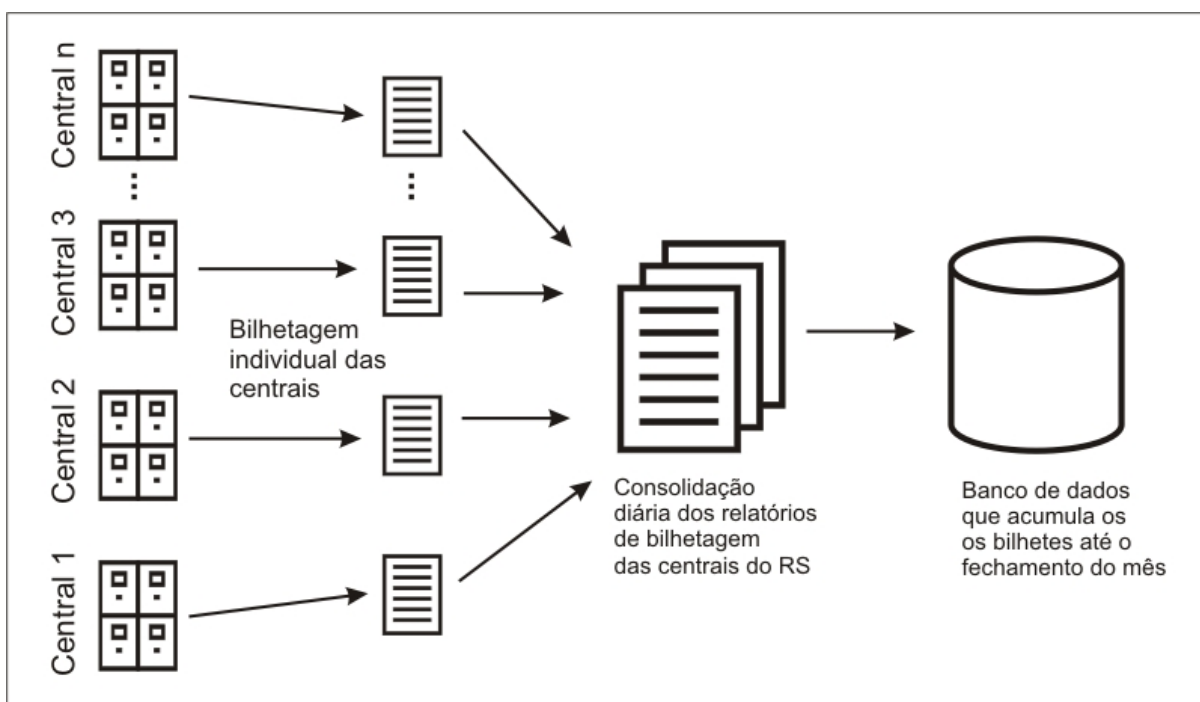 Central n
...
...
Central 3
Bilhetagem
individual das
centrais
Central 2
Central 1
Consolidação
diária dos relatórios
de bilhetagem
das centrais do RS
Banco de dados
que acumula os
os bilhetes até o
fechamento do mês